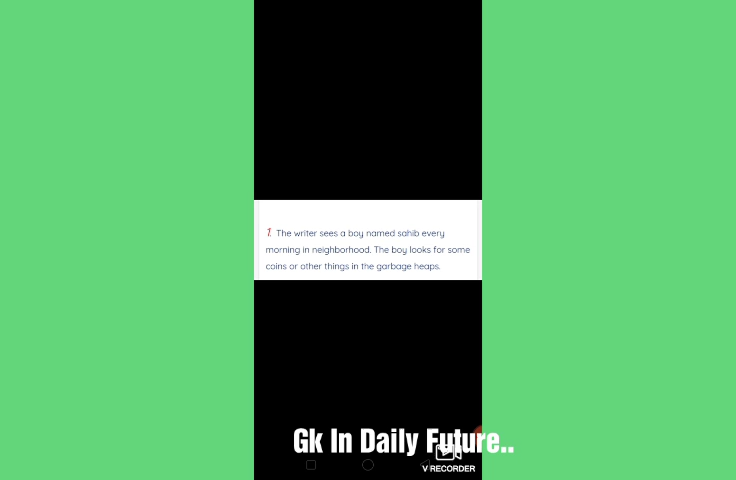 1. The writer sees a boy named sahib every
morning in neighborhood. The boy looks for some
coins or other things in the garbage heaps.
Gk In Daily Future..
V RECORDER